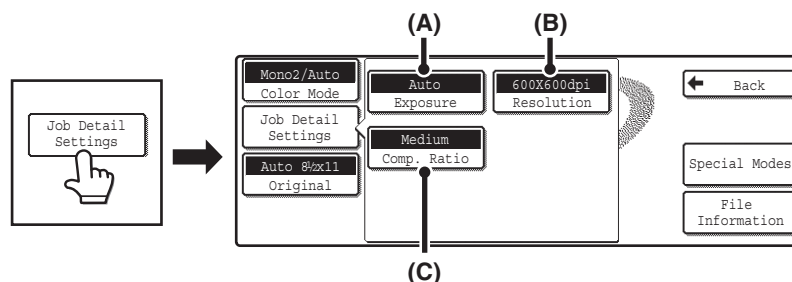 (A)
(B)
Job Detail
Settings
Mono2/Auto
Color Mode
Job Detail
Settings
Auto 8½x11
Original
Auto
Exposure
600X600dpi
Resolution
Medium
Comp. Ratio
Back
Special Modes
File
Information
(C)